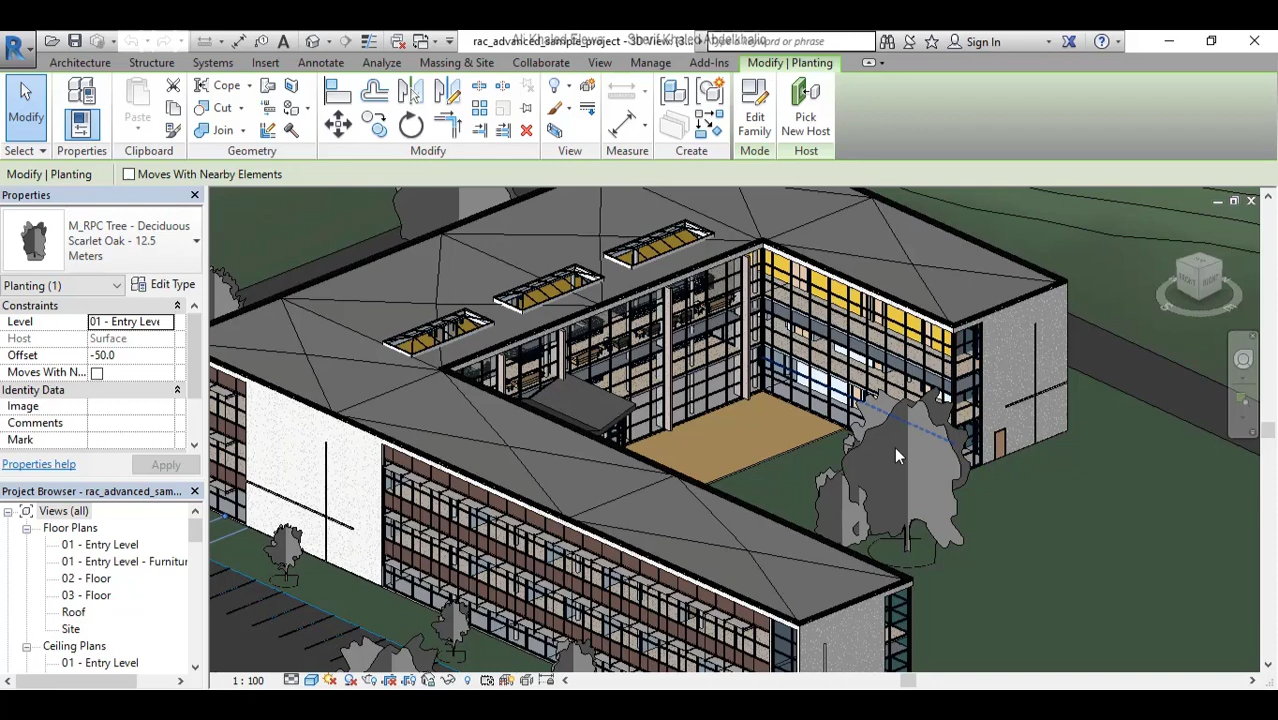 rac_advanced_sample_project - 3D View: {3...
Type a keyword or phrase
Sign In
Architecture Structure Systems Insert Annotate Analyze Massing & Site Collaborate View Manage Add-Ins Modify | Planting
Modify
Paste
Cope
Cut
Join
Edit Family
Pick New Host
Select Properties Clipboard Geometry Modify View Measure Create Mode Host
Modify | Planting
Moves With Nearby Elements
Properties
M_RPC Tree - Deciduous
Scarlet Oak - 12.5
Meters
Planting (1)
Edit Type
Constraints
Level 01 - Entry Leve
Host Surface
Offset -50.0
Moves With N...
Identity Data
Image
Comments
Mark
Properties help
Apply
Project Browser - rac_advanced_sam...
Views (all)
Floor Plans
01 - Entry Level
01 - Entry Level - Furnitur
02 - Floor
03 - Floor
Roof
Site
Ceiling Plans
01 - Entry Level
FRONT RIGHT
1 : 100